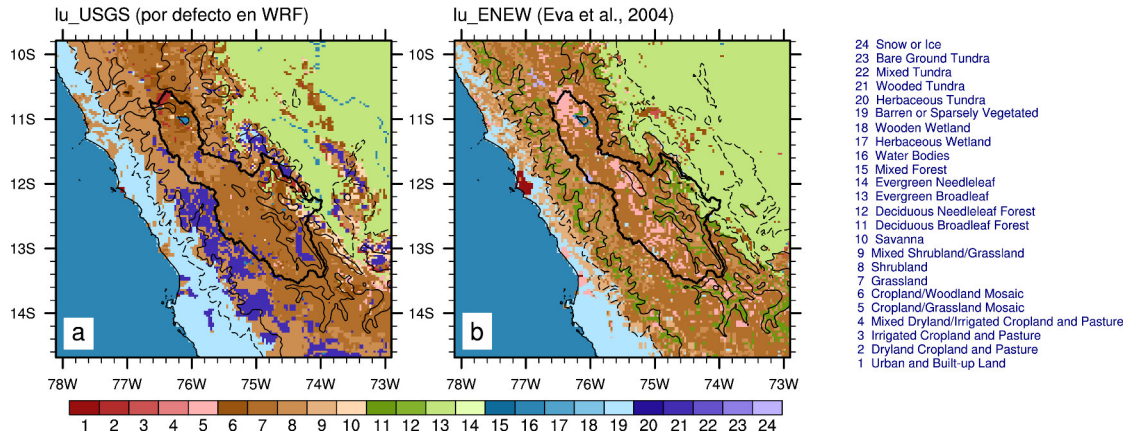 lu_USGS (por defecto en WRF)
lu_ENEW (Eva et al., 2004)
10S
11S
12S
13S
14S
a
78W 77W 76W 75W 74W 73W
10S
11S
12S
13S
14S
b
78W 77W 76W 75W 74W 73W
24 Snow or Ice
23 Bare Ground Tundra
22 Mixed Tundra
21 Wooded Tundra
20 Herbaceous Tundra
19 Barren or Sparsely Vegetated
18 Wooden Wetland
17 Herbaceous Wetland
16 Water Bodies
15 Mixed Forest
14 Evergreen Needleleaf
13 Evergreen Broadleaf
12 Deciduous Needleleaf Forest
11 Deciduous Broadleaf Forest
10 Savanna
9 Mixed Shrubland/Grassland
8 Shrubland
7 Grassland
6 Cropland/Woodland Mosaic
5 Cropland/Grassland Mosaic
4 Mixed Dryland/Irrigated Cropland and Pasture
3 Irrigated Cropland and Pasture
2 Dryland Cropland and Pasture
1 Urban and Built-up Land
1 2 3 4 5 6 7 8 9 10 11 12 13 14 15 16 17 18 19 20 21 22 23 24